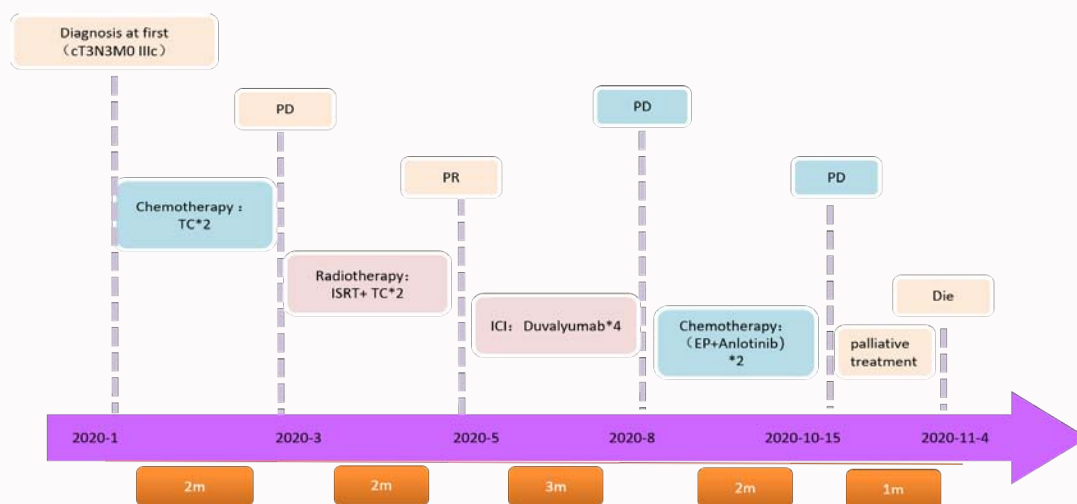 Diagnosis at first
（cT3N3M0 IIIc）
PD
PD
PR
PD
Chemotherapy：
TC*2
Radiotherapy：
ISRT+ TC*2
ICI：Duvalyumab*4
Chemotherapy：
（EP+Anlotinib）
*2
palliative
treatment
Die
2020-1
2020-3
2020-5
2020-8
2020-10-15
2020-11-4
2m
2m
3m
2m
1m